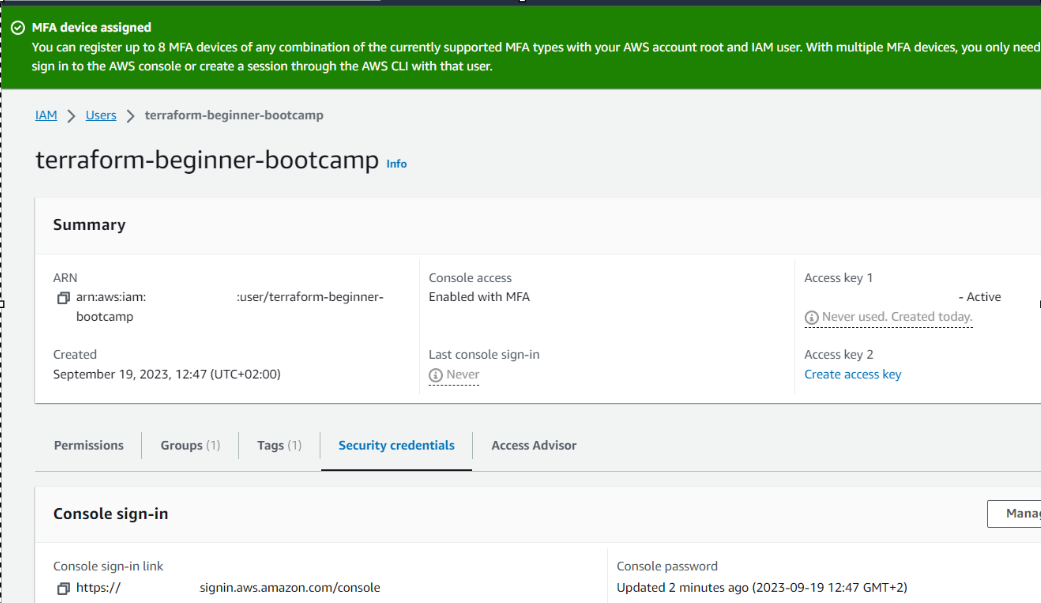 MFA device assigned
You can register up to 8 MFA devices of any combination of the currently supported MFA types with your AWS account root and IAM user. With multiple MFA devices, you only need
sign in to the AWS console or create a session through the AWS CLI with that user.
IAM > Users > terraform-beginner-bootcamp
terraform-beginner-bootcamp Info
Summary
ARN
arn:aws:iam: :user/terraform-beginner-
bootcamp
Created
September 19, 2023, 12:47 (UTC+02:00)
Console access
Enabled with MFA
Last console sign-in
Never
Access key 1
- Active
Never used. Created today.
Access key 2
Create access key
Permissions Groups (1) Tags (1) Security credentials Access Advisor
Console sign-in
Manag
Console sign-in link
https:// signin.aws.amazon.com/console
Console password
Updated 2 minutes ago (2023-09-19 12:47 GMT+2)